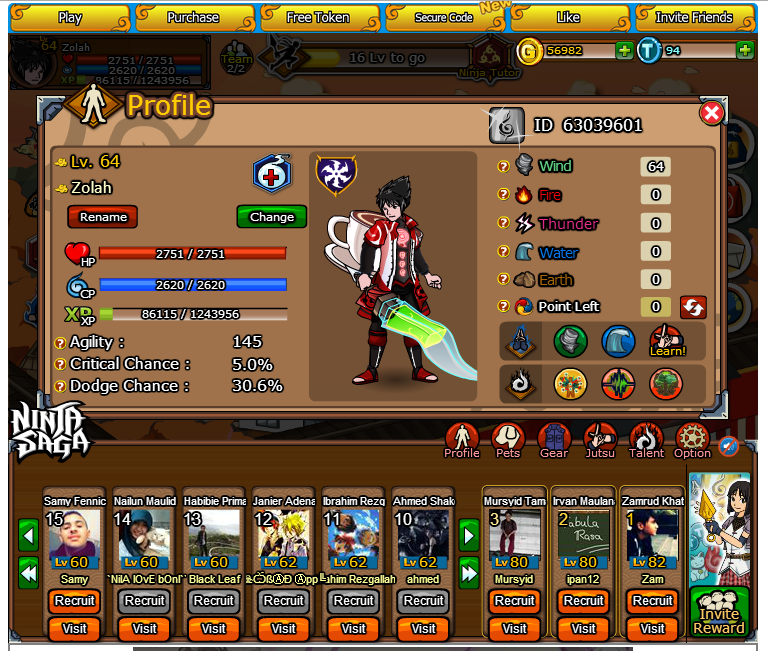 Play Purchase Free Token Secure Code New Like Invite Friends
64 Zolah
2751 / 2751
2620 / 2620
XP 86115 / 1243956
Team
2/2
16 Lv to go
Ninja Tutor
G 56982
T 94
Profile
ID 63039601
Lv. 64
Zolah
Rename
Change
HP 2751 / 2751
CP 2620 / 2620
XP XP 86115 / 1243956
Agility : 145
Critical Chance : 5.0%
Dodge Chance : 30.6%
Wind 64
Fire 0
Thunder 0
Water 0
Earth 0
Point Left 0
Learn!
NINJA
SAGA
Profile Pets Gear Jutsu Talent Option
Samy Fennic Nailun Maulid Habibie Prima Janier Adena Ibrahim Rezq Ahmed Shak Mursyid Tam Irvan Maulan Zamrud Khat
15 14 13 12 11 10 3 2 1
Tabula
Rasa
Lv 60 Lv 60 Lv 60 Lv 62 Lv 62 Lv 62 Lv 80 Lv 80 Lv 82
Samy `NilA lOvE bOnI` Black Leaf ahim Rezgallah ahmed Mursyid ipan12 Zam
Recruit Recruit Recruit Recruit Recruit Recruit Recruit Recruit Recruit
Visit Visit Visit Visit Visit Visit Visit Visit Visit
Invite
Reward